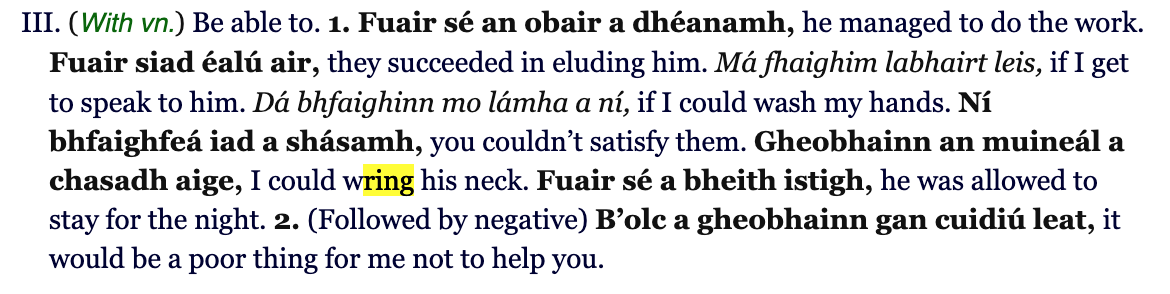 III. (With vn.) Be able to. 1. Fuair sé an obair a dhéanamh, he managed to do the work.
Fuair siad éalú air, they succeeded in eluding him. Má fhaighim labhairt leis, if I get
to speak to him. Dá bhfaighinn mo lámha a ní, if I could wash my hands. Ní
bhfaighfeá iad a shásamh, you couldn’t satisfy them. Gheobhainn an muineál a
chasadh aige, I could wring his neck. Fuair sé a bheith istigh, he was allowed to
stay for the night. 2. (Followed by negative) B’olc a gheobhainn gan cuidiú leat, it
would be a poor thing for me not to help you.